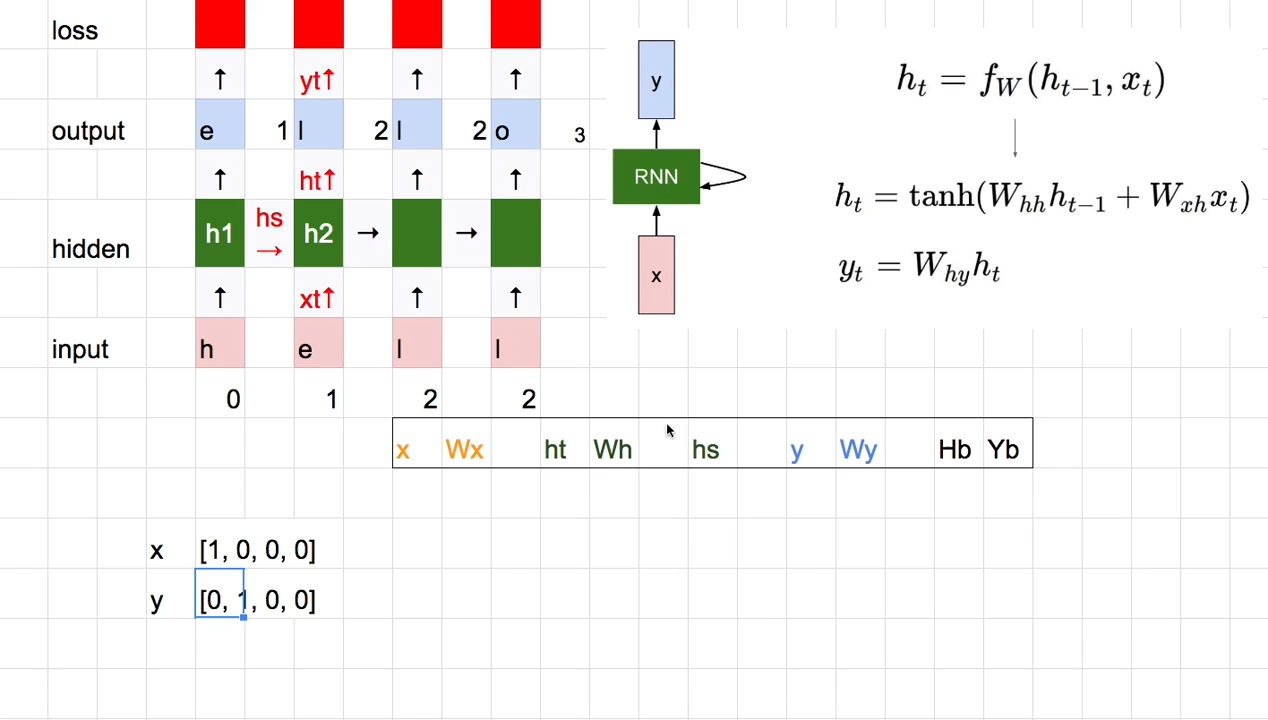 loss
↑ yt↑ ↑ ↑
output e 1 l 2 l 2 o 3
↑ ht↑ ↑ ↑
hidden h1 hs → h2 → →
↑ xt↑ ↑ ↑
input h e l l
0 1 2 2
x Wx ht Wh hs y Wy Hb Yb
x [1, 0, 0, 0]
y [0, 1, 0, 0]
y
RNN
x
h_t = f_W(h_{t-1}, x_t)
h_t = tanh(W_{hh}h_{t-1} + W_{xh}x_t)
y_t = W_{hy}h_t